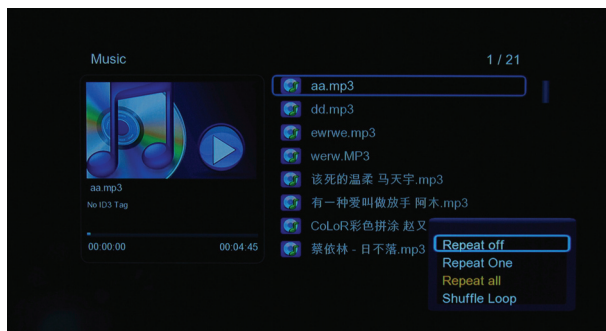 Music
1 / 21
aa.mp3
No ID3 Tag
00:00:00
00:04:45
aa.mp3
dd.mp3
ewrwe.mp3
werw.MP3
该死的温柔 马天宇.mp3
有一种爱叫做放手 阿木.mp3
CoLoR彩色拼涂 赵又
蔡依林 - 日不落.mp3
Repeat off
Repeat One
Repeat all
Shuffle Loop